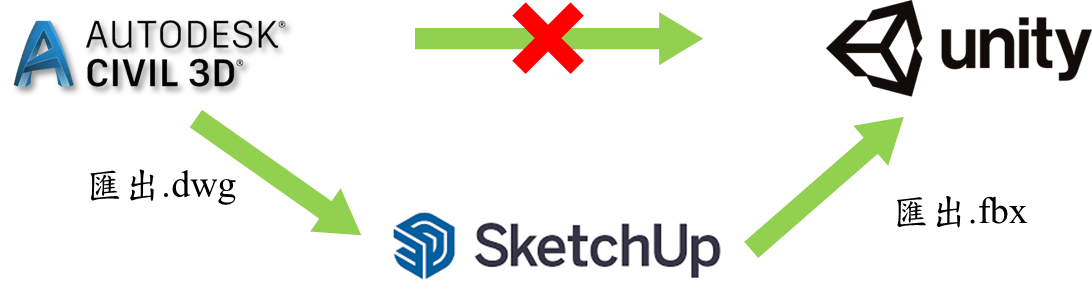 AUTODESK®
CIVIL 3D®
unity
匯出.dwg
匯出.fbx
SketchUp